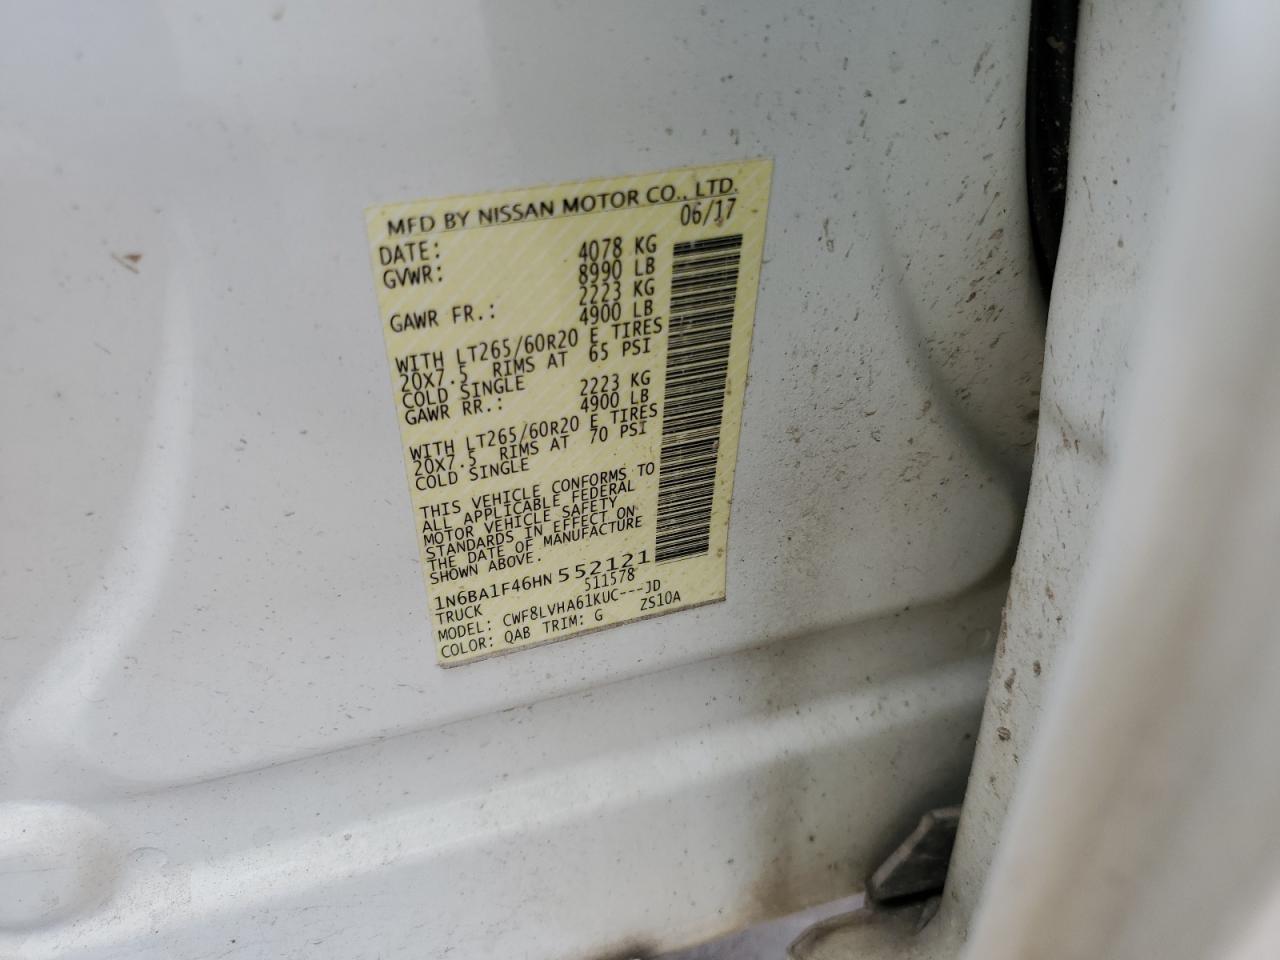 MFD BY NISSAN MOTOR CO., LTD.
DATE: 06/17
GVWR: 4078 KG
8990 LB
GAWR FR.: 2223 KG
4900 LB
WITH LT265/60R20 E TIRES
20X7.5 RIMS AT 65 PSI
COLD SINGLE
GAWR RR.: 2223 KG
4900 LB
WITH LT265/60R20 E TIRES
20X7.5 RIMS AT 70 PSI
COLD SINGLE
THIS VEHICLE CONFORMS TO
ALL APPLICABLE FEDERAL
MOTOR VEHICLE SAFETY
STANDARDS IN EFFECT ON
THE DATE OF MANUFACTURE
SHOWN ABOVE.
1N6BA1F46HN552121
TRUCK 511578
MODEL: CWF8LVHA61KUC---JD
COLOR: QAB TRIM: G ZS10A